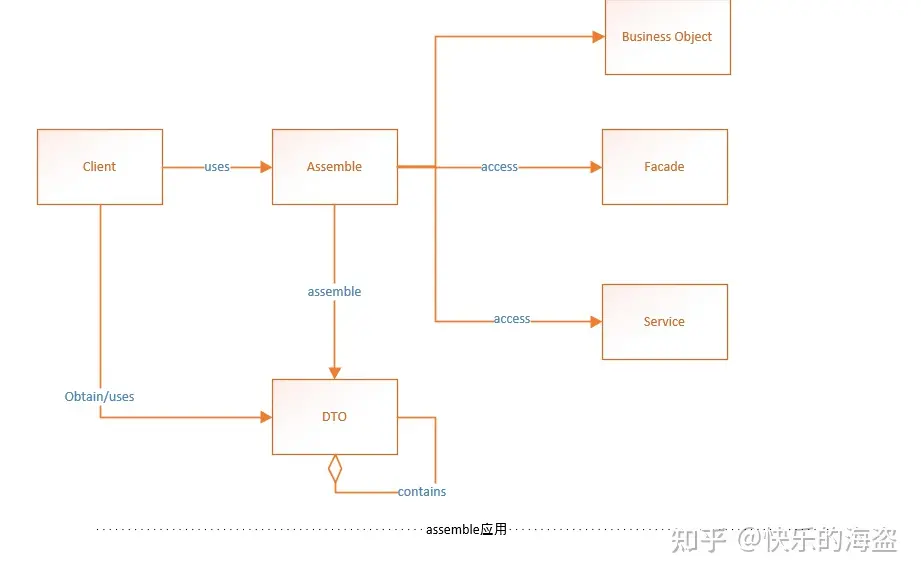 Business Object
Client
uses
Assemble
access
Facade
assemble
access
Service
Obtain/uses
DTO
contains
assemble应用
知乎 @快乐的海盗